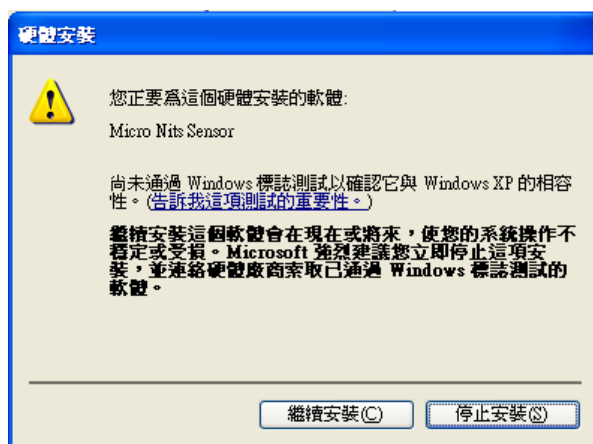 硬體安裝
您正要為這個硬體安裝的軟體:
Micro Nits Sensor
尚未通過 Windows 標誌測試以確認它與 Windows XP 的相容
性。(告訴我這項測試的重要性。)
繼續安裝這個軟體會在現在或將來，使您的系統操作不
穩定或受損。Microsoft 強烈建議您立即停止這項安
裝，並連絡硬體廠商索取已通過 Windows 標誌測試的
軟體。
繼續安裝(C)
停止安裝(S)